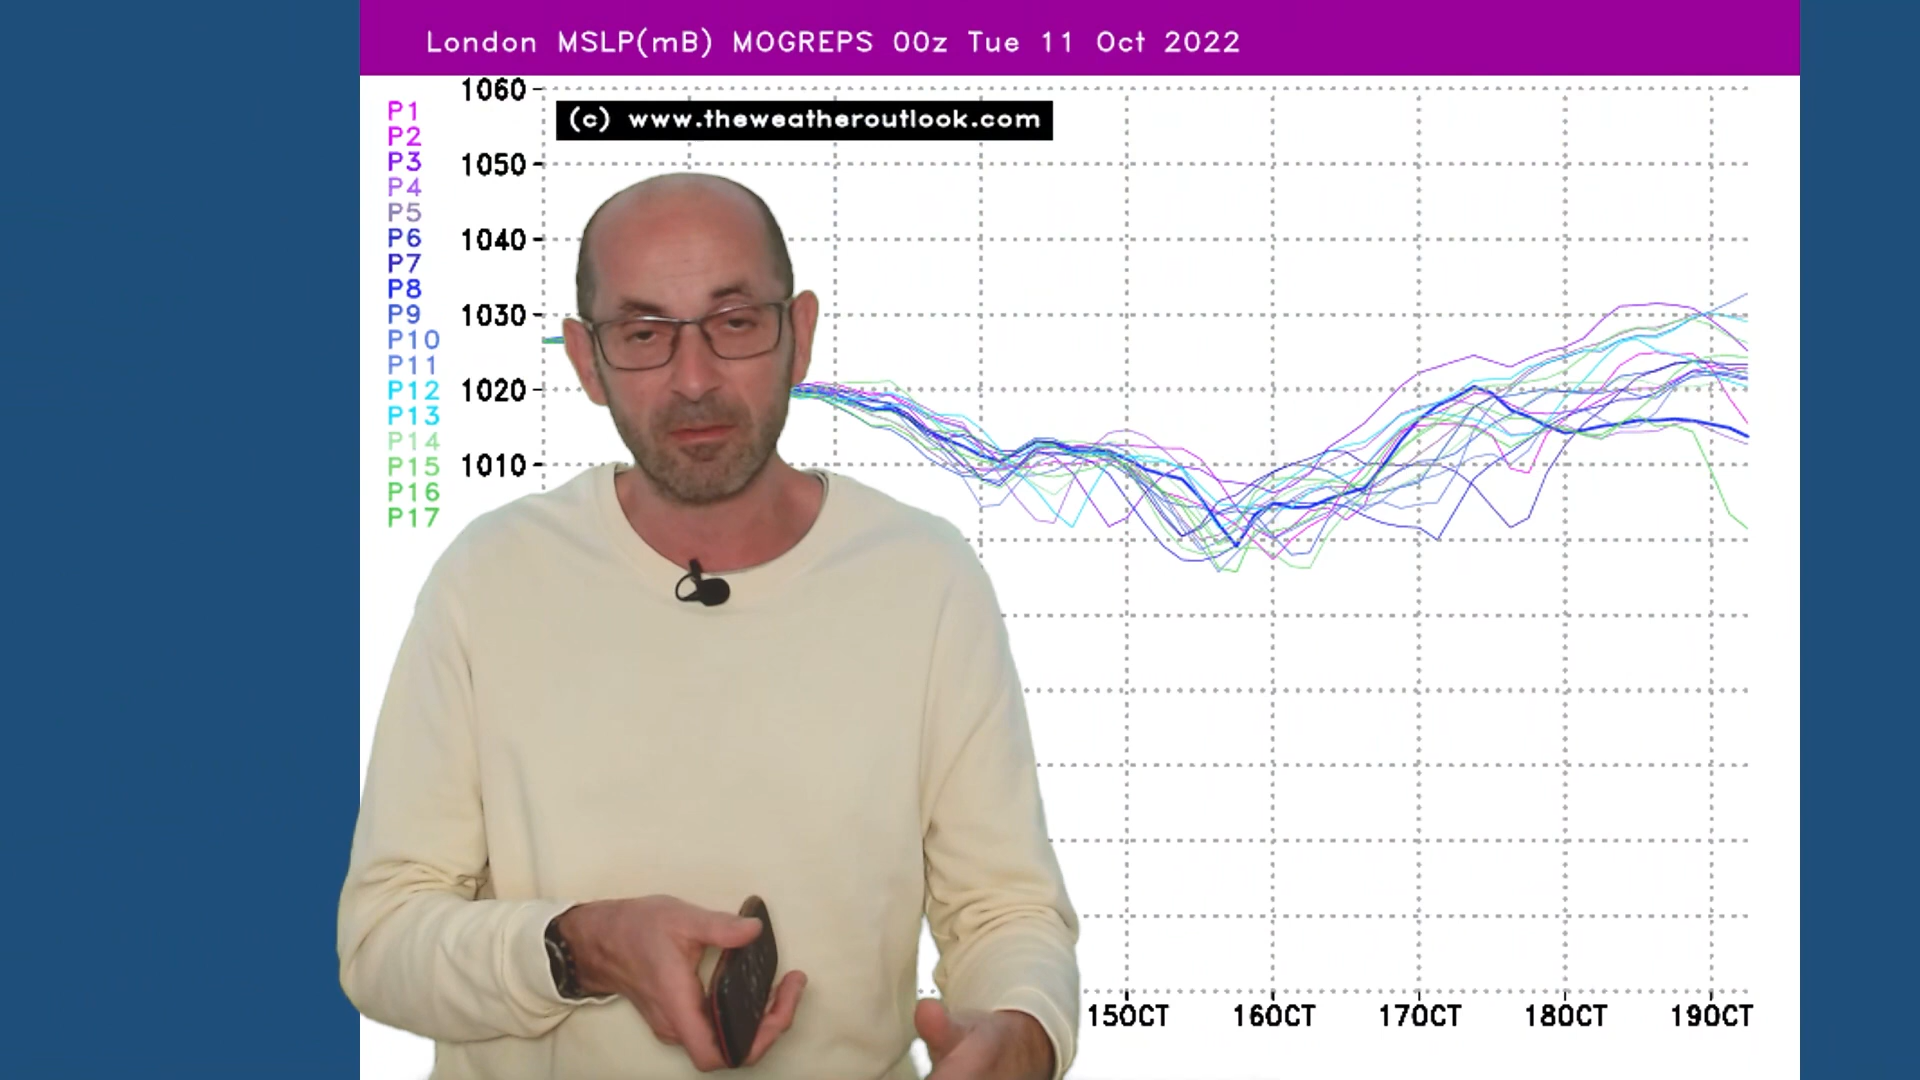 London MSLP(mB) MOGREPS 00z Tue 11 Oct 2022
(c) www.theweatheroutlook.com
P1
P2
P3
P4
P5
P6
P7
P8
P9
P10
P11
P12
P13
P14
P15
P16
P17
1060
1050
1040
1030
1020
1010
15OCT 16OCT 17OCT 18OCT 19OCT